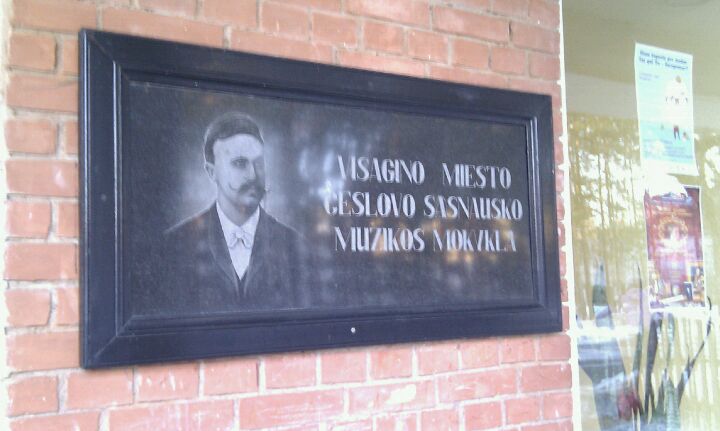 VISAGINO MIESTO
ČESLOVO SASNAUSKO
MUZIKOS MOKYKLA